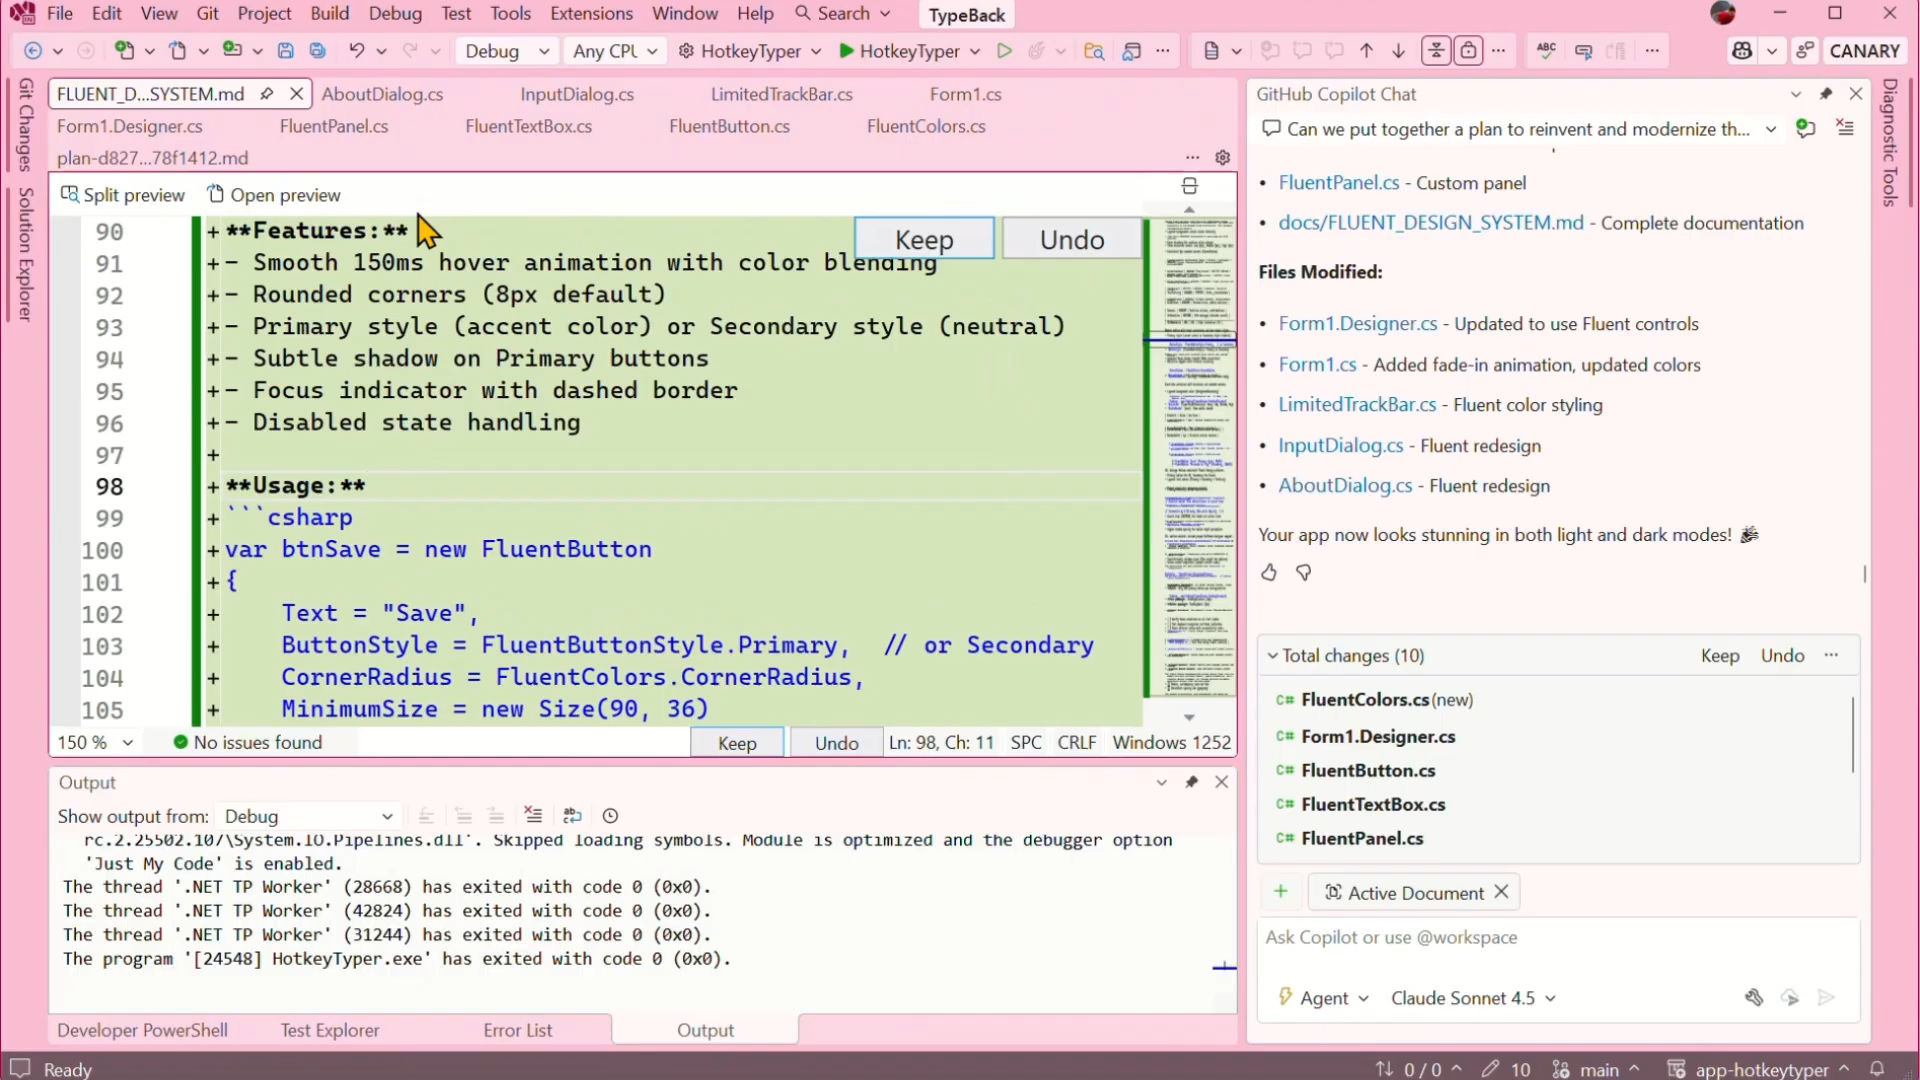 File Edit View Git Project Build Debug Test Tools Extensions Window Help Search TypeBack
Debug Any CPU HotkeyTyper HotkeyTyper CANARY
Git Changes
Solution Explorer
FLUENT_D...SYSTEM.md AboutDialog.cs InputDialog.cs LimitedTrackBar.cs Form1.cs
Form1.Designer.cs FluentPanel.cs FluentTextBox.cs FluentButton.cs FluentColors.cs
plan-d827...78f1412.md
Split preview Open preview
Keep Undo
90 + **Features:**
91 +- Smooth 150ms hover animation with color blending
92 +- Rounded corners (8px default)
93 +- Primary style (accent color) or Secondary style (neutral)
94 +- Subtle shadow on Primary buttons
95 +- Focus indicator with dashed border
96 +- Disabled state handling
97 +
98 + **Usage:**
99 + ```csharp
100 + var btnSave = new FluentButton
101 + {
102 + Text = "Save",
103 + ButtonStyle = FluentButtonStyle.Primary, // or Secondary
104 + CornerRadius = FluentColors.CornerRadius,
105 + MinimumSize = new Size(90, 36)
150 % No issues found Keep Undo Ln: 98, Ch: 11 SPC CRLF Windows 1252
Output
Show output from: Debug
rc.2.25502.107\System.IO.Pipelines.dll'. Skipped loading symbols. Module is optimized and the debugger option
'Just My Code' is enabled.
The thread '.NET TP Worker' (28668) has exited with code 0 (0x0).
The thread '.NET TP Worker' (42824) has exited with code 0 (0x0).
The thread '.NET TP Worker' (31244) has exited with code 0 (0x0).
The program '[24548] HotkeyTyper.exe' has exited with code 0 (0x0).
Developer PowerShell Test Explorer Error List Output
GitHub Copilot Chat
Can we put together a plan to reinvent and modernize th...
• FluentPanel.cs - Custom panel
• docs/FLUENT_DESIGN_SYSTEM.md - Complete documentation
Files Modified:
• Form1.Designer.cs - Updated to use Fluent controls
• Form1.cs - Added fade-in animation, updated colors
• LimitedTrackBar.cs - Fluent color styling
• InputDialog.cs - Fluent redesign
• AboutDialog.cs - Fluent redesign
Your app now looks stunning in both light and dark modes! 🎉
Total changes (10) Keep Undo
C# FluentColors.cs (new)
C# Form1.Designer.cs
C# FluentButton.cs
C# FluentTextBox.cs
C# FluentPanel.cs
+ Active Document
Ask Copilot or use @workspace
Agent Claude Sonnet 4.5
Diagnostic Tools
Ready 0 / 0 10 main app-hotkeytyper